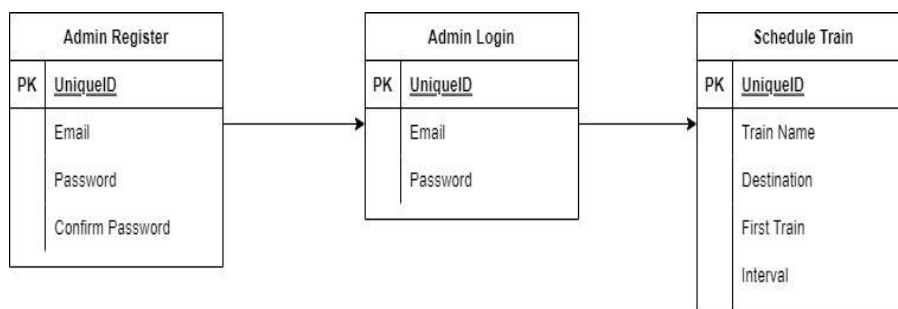 Admin Register
PK UniqueID
Email
Password
Confirm Password
Admin Login
PK UniqueID
Email
Password
Schedule Train
PK UniqueID
Train Name
Destination
First Train
Interval